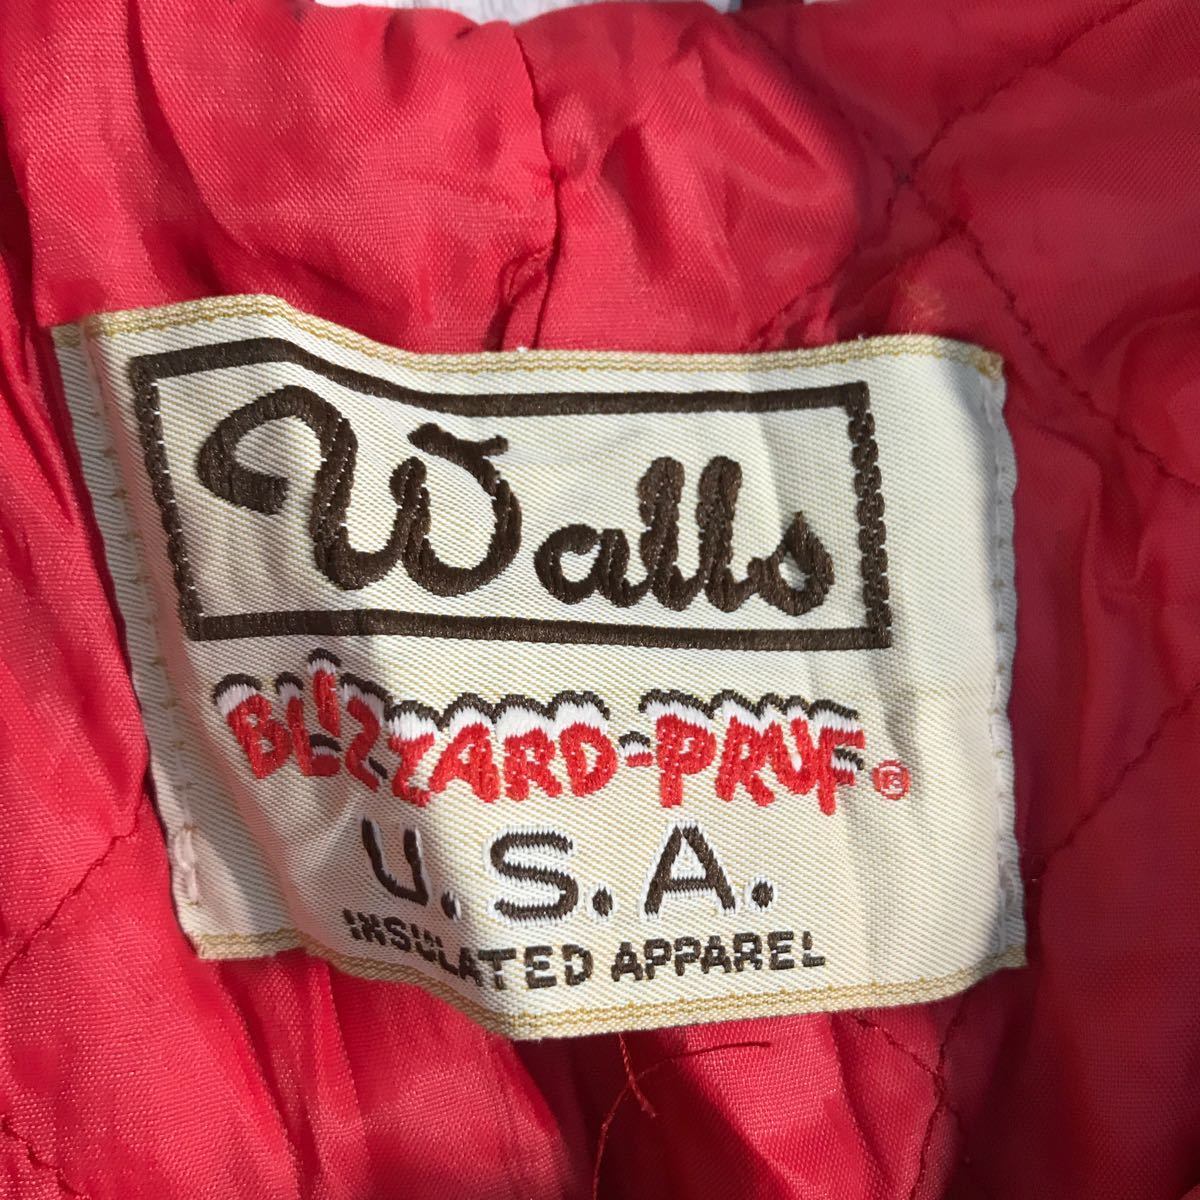 Walls
BLIZZARD-PRUF®
U.S.A.
INSULATED APPAREL